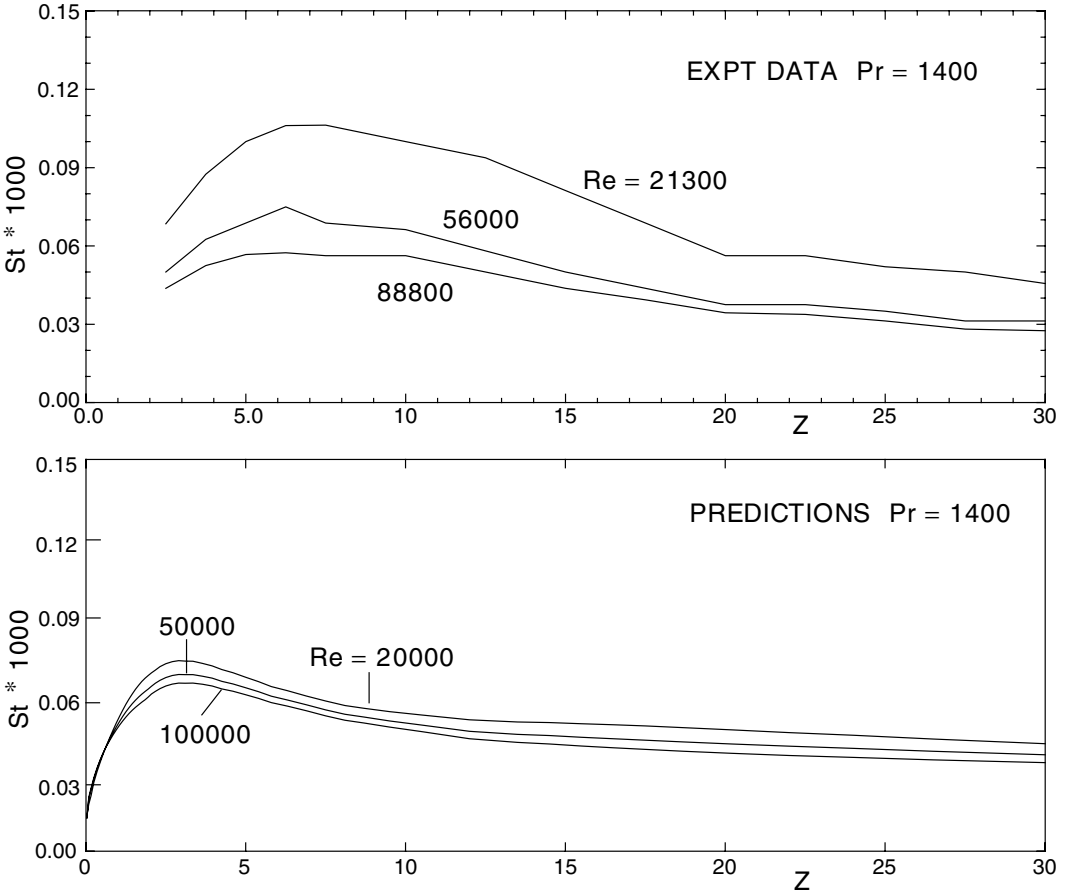 0.15
EXPT DATA Pr = 1400
0.12
0.09
Re = 21300
56000
0.06
88800
0.03
0.00
St * 1000
0.0 5.0 10 15 20 25 30
Z
0.15
PREDICTIONS Pr = 1400
0.12
0.09
50000
Re = 20000
0.06
100000
0.03
0.00
St * 1000
0 5 10 15 20 25 30
Z